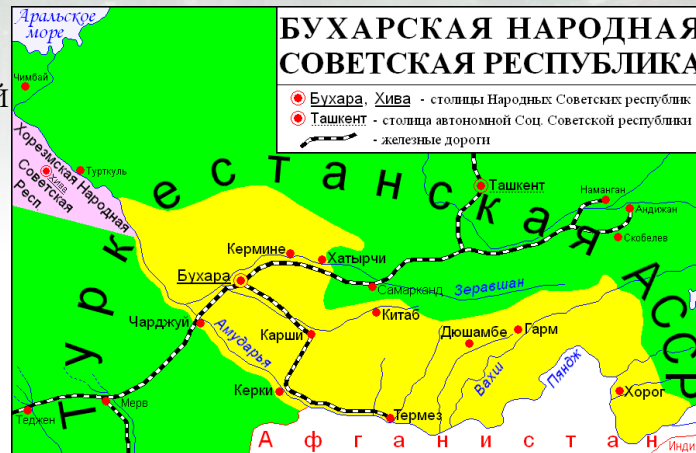 Аральское
море
БУХАРСКАЯ НАРОДНАЯ
СОВЕТСКАЯ РЕСПУБЛИКА
Бухара, Хива - столицы Народных Советских республик
Ташкент - столица автономной Соц. Советской республики
- железные дороги
Чимбай
й
Хорезмская Народная
Советская
Респ
Хива
Турткуль
Туркестанская АССР
Ташкент
Наманган
Андижан
Скобелев
Кермине
Хатырчи
Бухара
Самарканд
Зеравшан
Китаб
Чарджуй
Амударья
Карши
Дюшамбе
Гарм
Вахш
Пяндж
Керки
Термез
Хорог
Мерв
Теджен
Афганистан
Инди